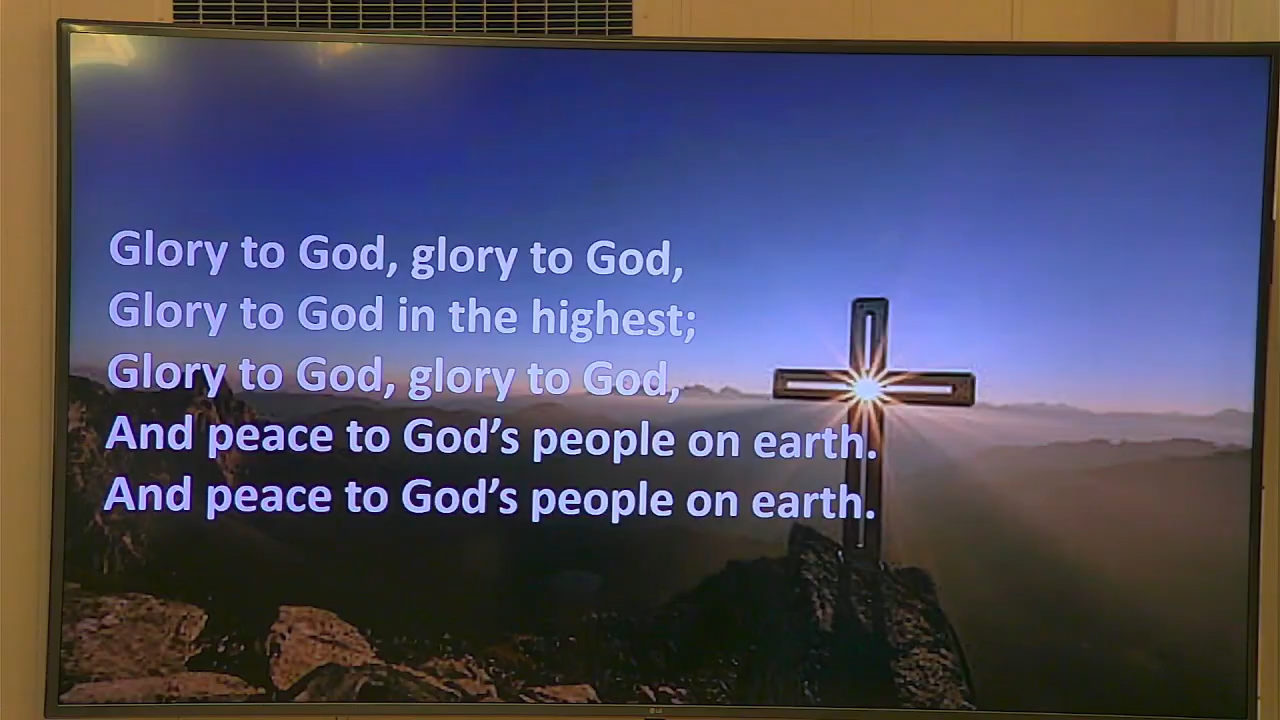 Glory to God, glory to God,
Glory to God in the highest;
Glory to God, glory to God,
And peace to God's people on earth.
And peace to God's people on earth.
LG